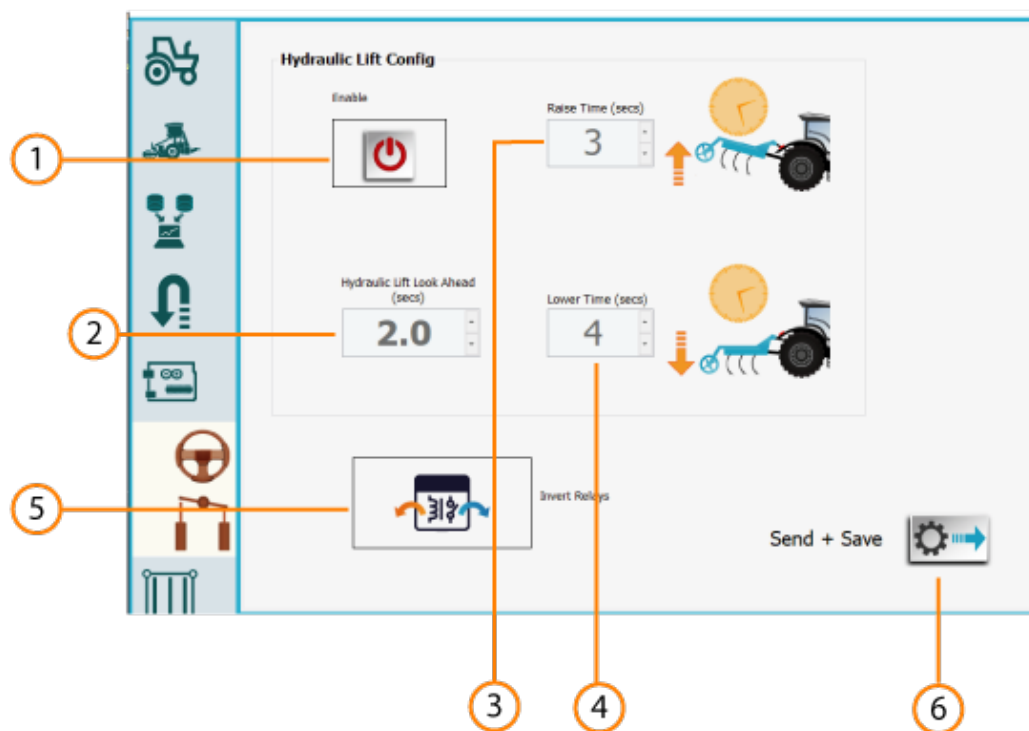 Hydraulic Lift Config
Enable
Raise Time (secs)
3
1
Hydraulic Lift Look Ahead
(secs)
2.0
Lower Time (secs)
4
2
5
Invert Relays
Send + Save
3
4
6